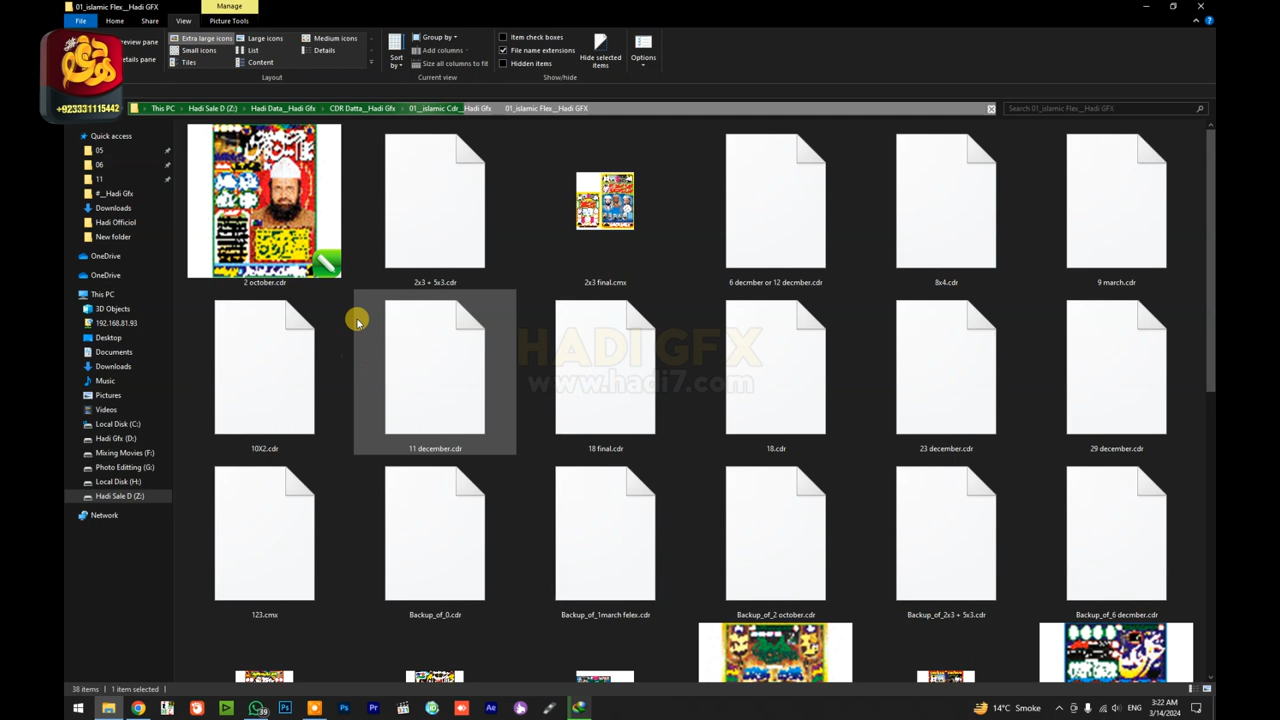 01_islamic Flex__Hadi GFX
Manage
File
Home
Share
View
Picture Tools
preview pane
details pane
Extra large icons
Large icons
Medium icons
Small icons
List
Details
Tiles
Content
Layout
Sort by
Group by
Add columns
Size all columns to fit
Current view
Item check boxes
File name extensions
Hidden items
Hide selected items
Options
Show/hide
+923331115442
This PC > Hadi Sale D (Z:) > Hadi Data__Hadi Gfx > CDR Datta__Hadi Gfx > 01__islamic Cdr__Hadi Gfx 01_islamic Flex__Hadi GFX
Search 01_islamic Flex__Hadi GFX
Quick access
05
06
11
#__Hadi Gfx
Downloads
Hadi Officiol
New folder
OneDrive
OneDrive
This PC
3D Objects
192.168.81.93
Desktop
Documents
Downloads
Music
Pictures
Videos
Local Disk (C:)
Hadi Gfx (D:)
Mixing Movies (F:)
Photo Editting (G:)
Local Disk (H:)
Hadi Sale D (Z:)
Network
2 october.cdr
2x3 + 5x3.cdr
2x3 final.cmx
6 decmber or 12 decmber.cdr
8x4.cdr
9 march.cdr
HADI GFX
www.hadi7.com
10X2.cdr
11 december.cdr
18 final.cdr
18.cdr
23 december.cdr
29 december.cdr
123.cmx
Backup_of_0.cdr
Backup_of_1march felex.cdr
Backup_of_2 october.cdr
Backup_of_2x3 + 5x3.cdr
Backup_of_6 decmber.cdr
38 items
1 item selected
39
14°C Smoke
ENG
3:22 AM
3/14/2024